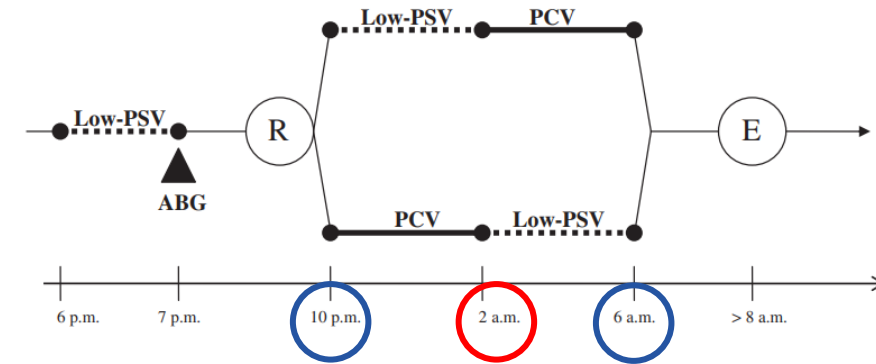 Low-PSV PCV
Low-PSV R E
ABG
PCV Low-PSV
6 p.m. 7 p.m. 10 p.m. 2 a.m. 6 a.m. > 8 a.m.